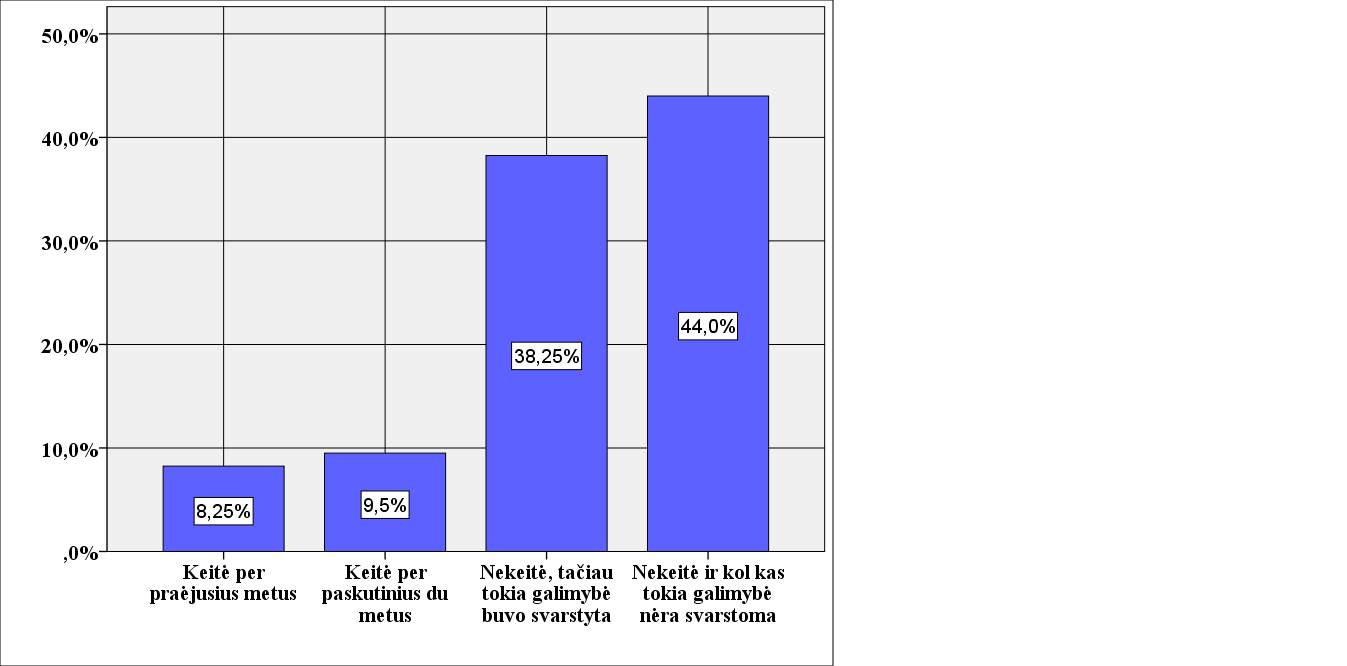 50,0%
40,0%
30,0%
20,0%
10,0%
,0%
8,25%
9,5%
38,25%
44,0%
Keitė per
praėjusius metus
Keitė per
paskutinius du
metus
Nekeitė, tačiau
tokia galimybė
buvo svarstyta
Nekeitė ir kol kas
tokia galimybė
nėra svarstoma